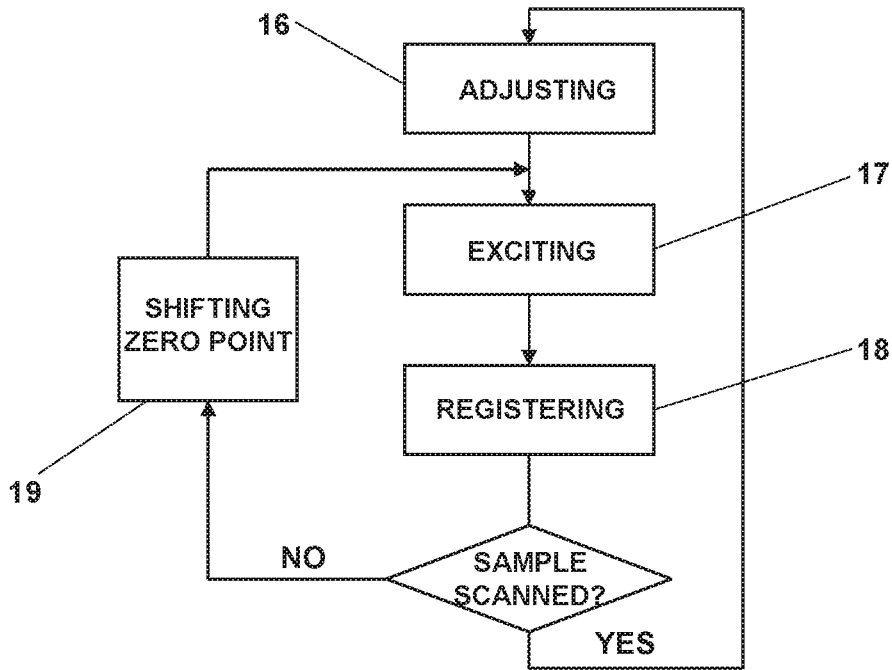 16
ADJUSTING
17
EXCITING
SHIFTING
ZERO POINT
18
REGISTERING
19
NO
SAMPLE
SCANNED?
YES